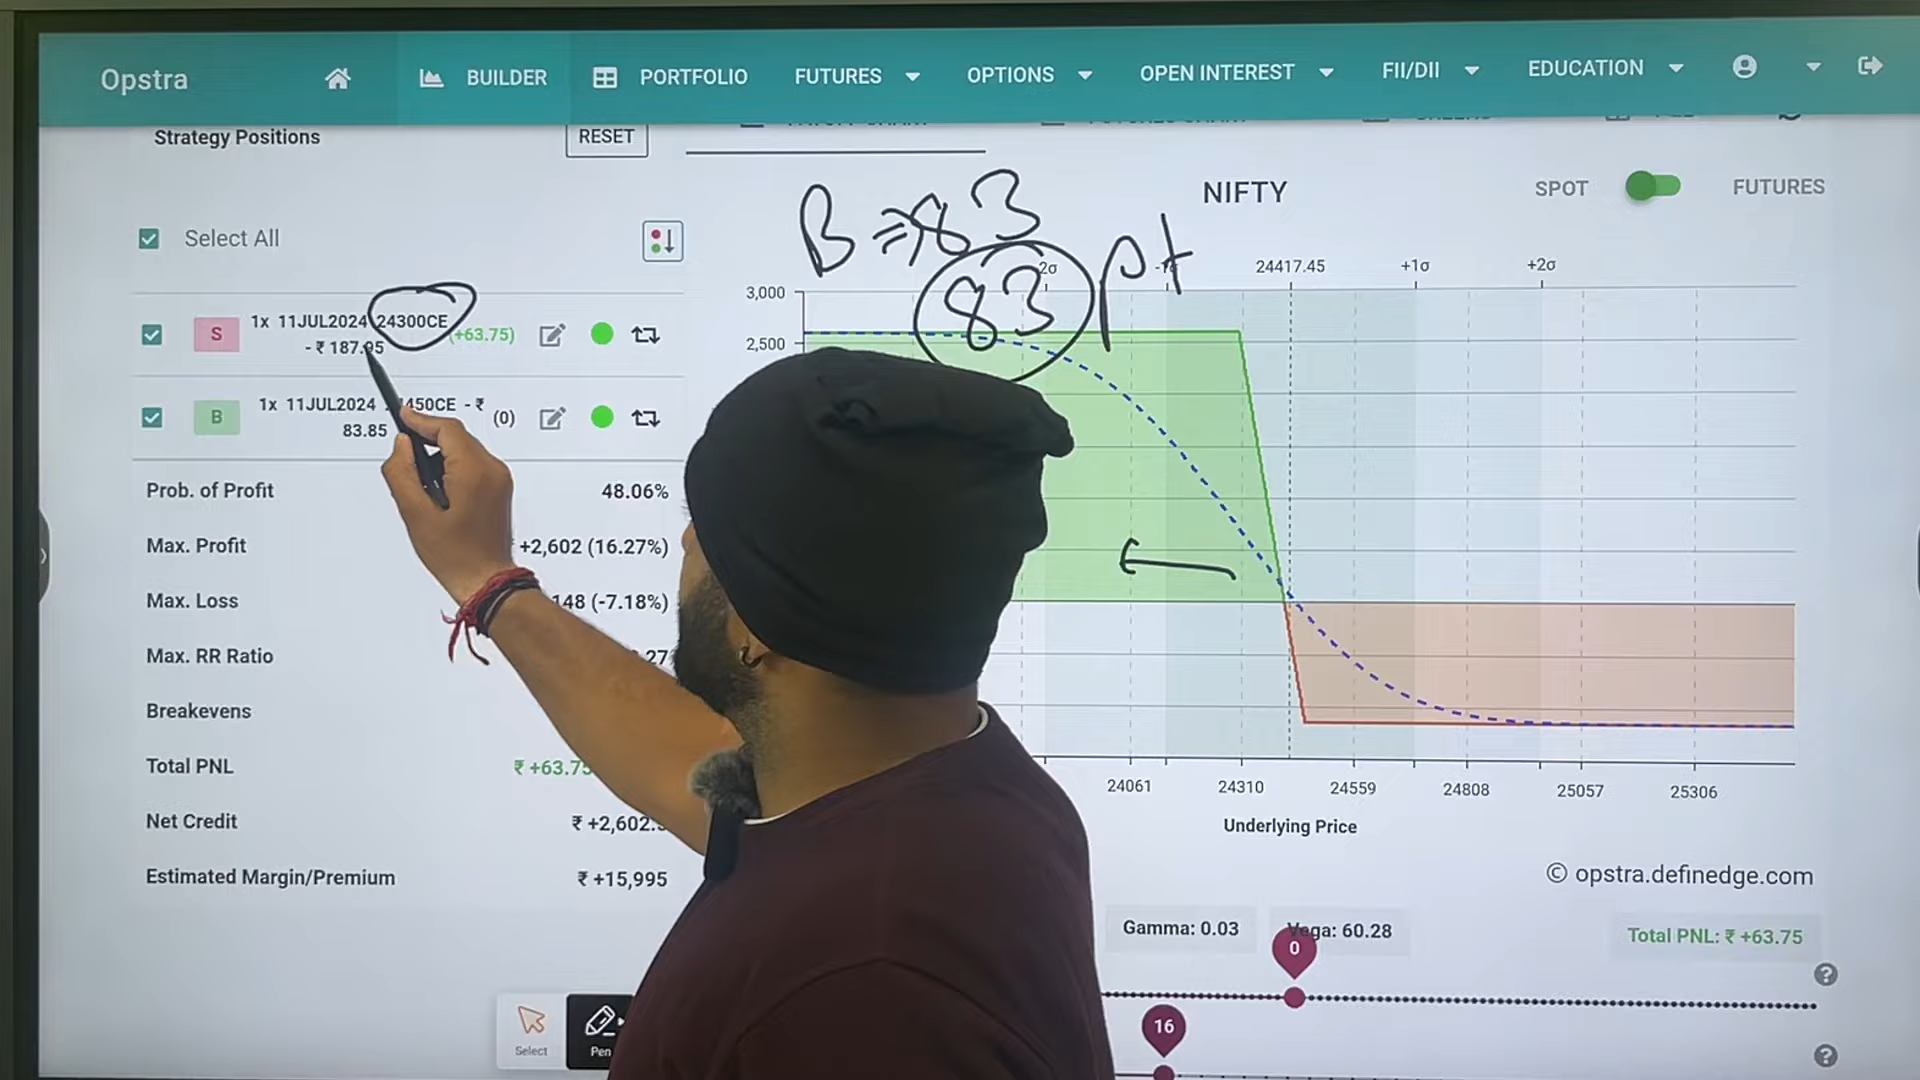 Opstra
BUILDER
PORTFOLIO
FUTURES
OPTIONS
OPEN INTEREST
FII/DII
EDUCATION
Strategy Positions
RESET
Select All
S
1x 11JUL2024 24300CE
- ₹ 187.95
(+63.75)
B
1x 11JUL2024 450CE - ₹
83.85
(0)
Prob. of Profit
48.06%
Max. Profit
+2,602 (16.27%)
Max. Loss
148 (-7.18%)
Max. RR Ratio
Breakevens
Total PNL
₹ +63.75
Net Credit
₹ +2,602.
Estimated Margin/Premium
₹ +15,995
Select
Pen
B ⇒ 83
83 pt
NIFTY
SPOT
FUTURES
2σ
24417.45
+1σ
+2σ
3,000
2,500
24061
24310
24559
24808
25057
25306
Underlying Price
© opstra.definedge.com
Gamma: 0.03
Vega: 60.28
Total PNL: ₹ +63.75
0
16